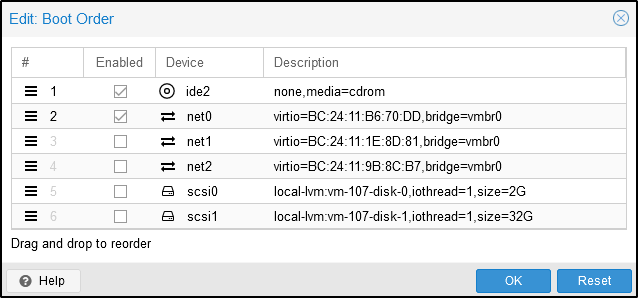 Edit: Boot Order
# Enabled Device Description
1 ide2 none,media=cdrom
2 net0 virtio=BC:24:11:B6:70:DD,bridge=vmbr0
3 net1 virtio=BC:24:11:1E:8D:81,bridge=vmbr0
4 net2 virtio=BC:24:11:9B:8C:B7,bridge=vmbr0
5 scsi0 local-lvm:vm-107-disk-0,iothread=1,size=2G
6 scsi1 local-lvm:vm-107-disk-1,iothread=1,size=32G
Drag and drop to reorder
? Help OK Reset